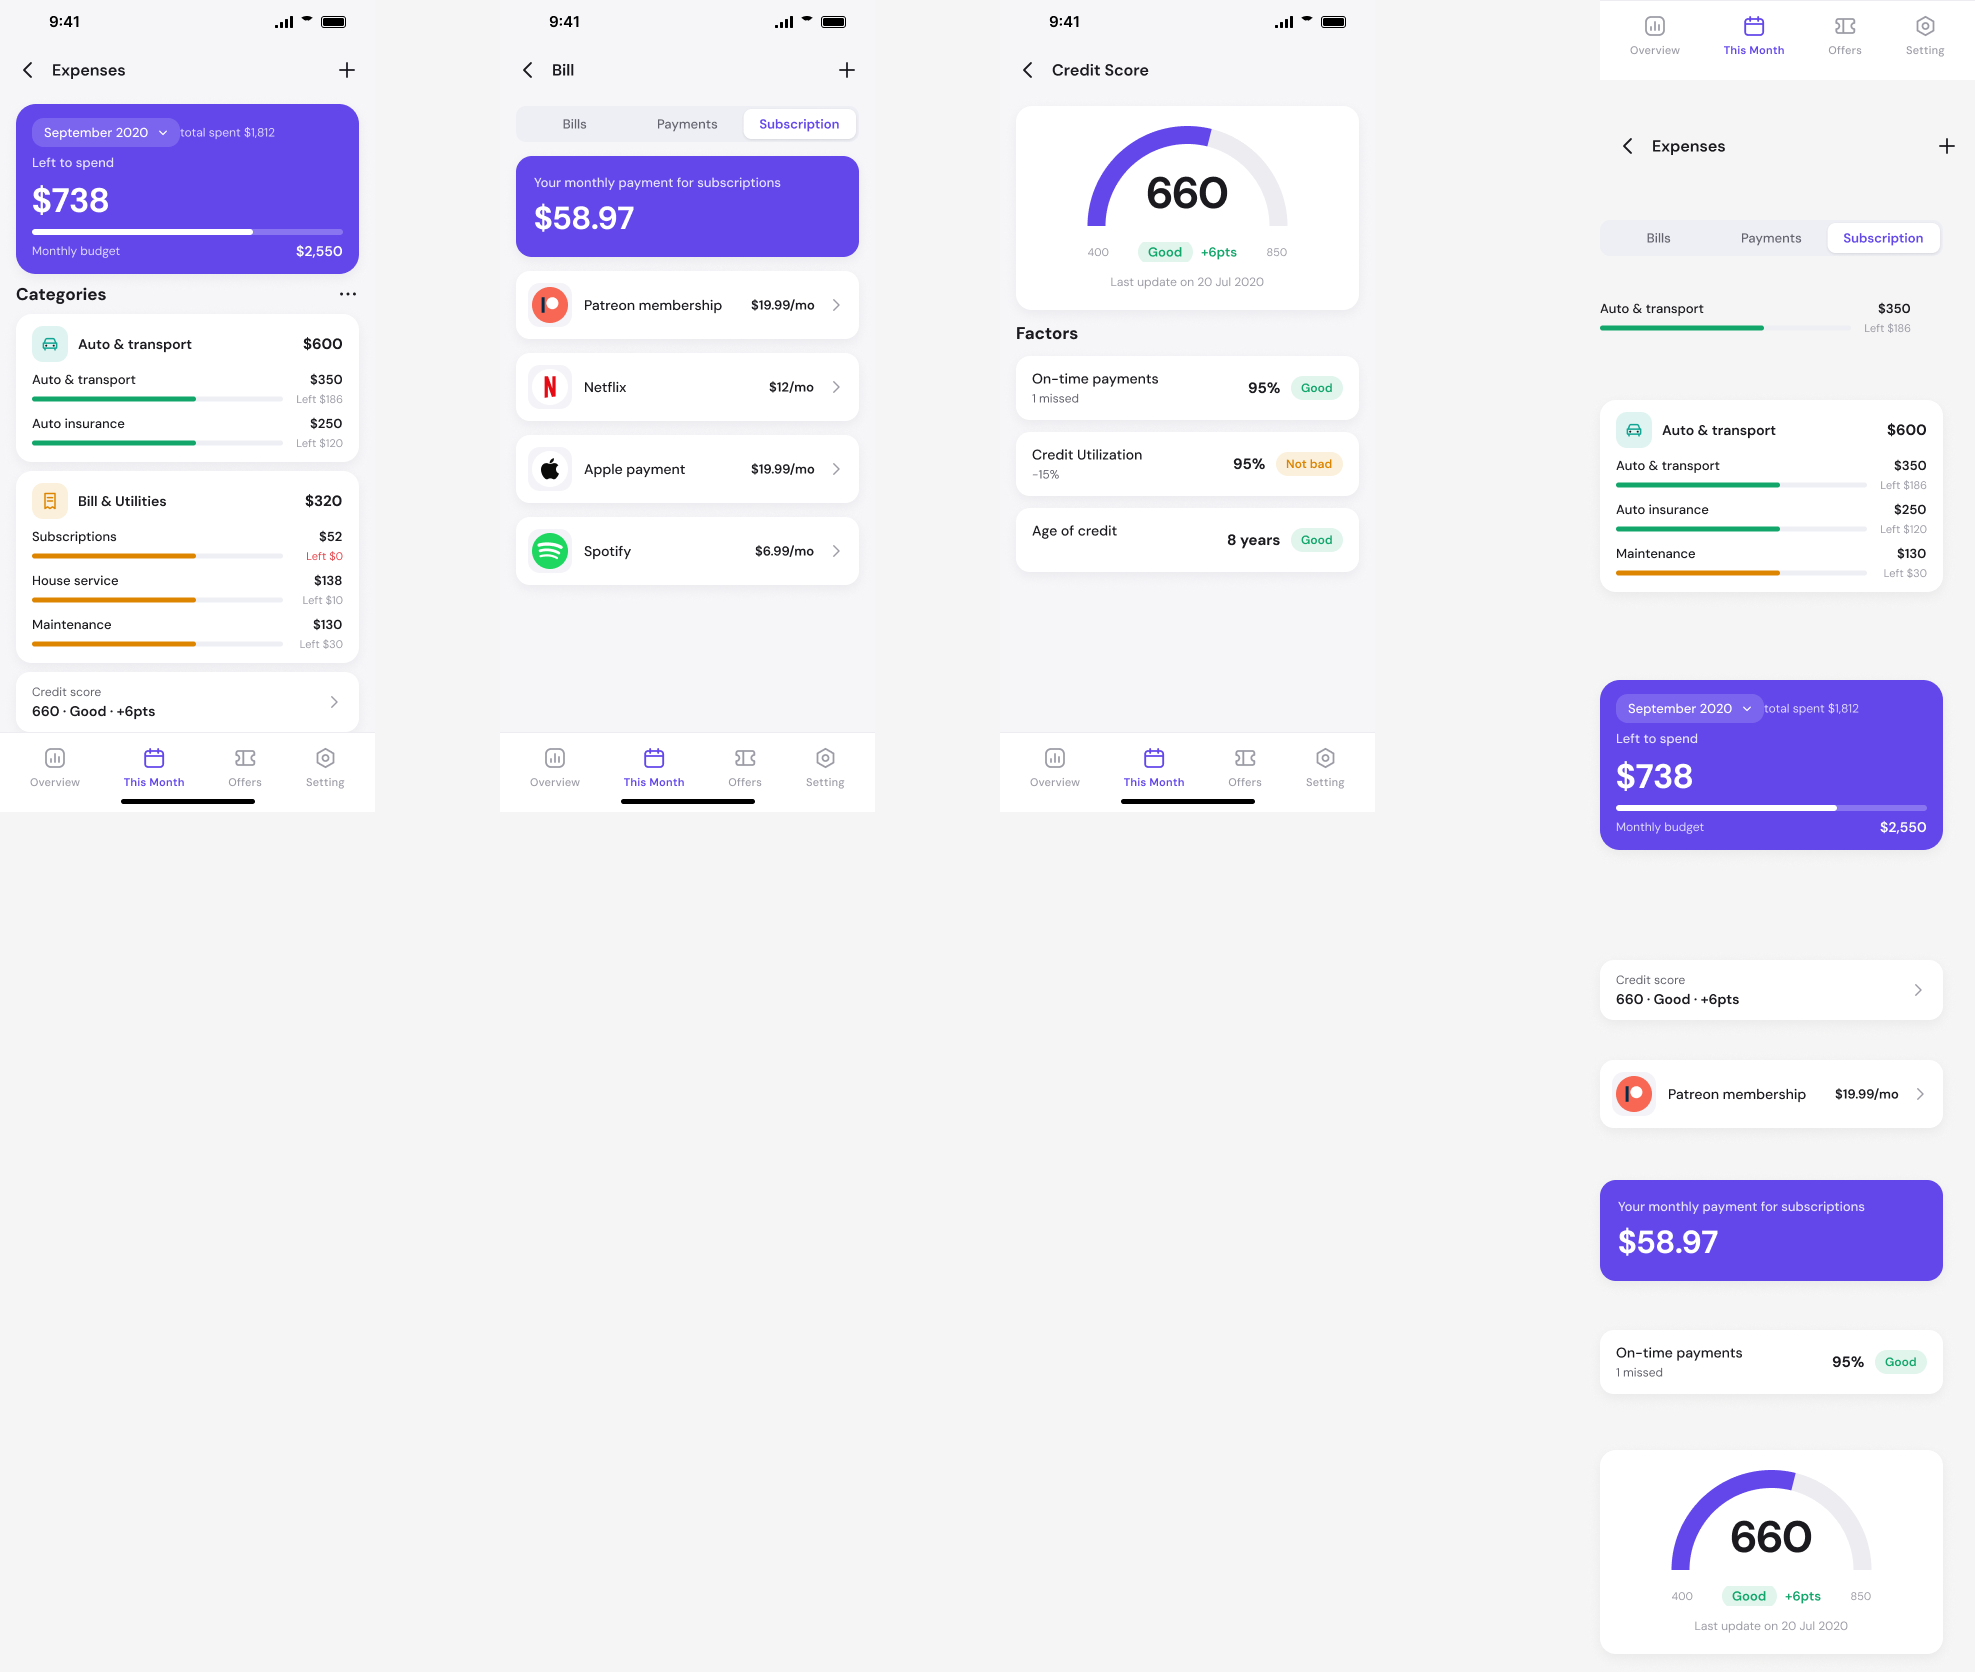 9:41
Expenses
September 2020 total spent $1,812
Left to spend
$738
Monthly budget $2,550
Categories
Auto & transport $600
Auto & transport $350
Left $186
Auto insurance $250
Left $120
Bill & Utilities $320
Subscriptions $52
Left $0
House service $138
Left $10
Maintenance $130
Left $30
Credit score
660 · Good · +6pts
Overview This Month Offers Setting
9:41
Bill
Bills Payments Subscription
Your monthly payment for subscriptions
$58.97
Patreon membership $19.99/mo
Netflix $12/mo
Apple payment $19.99/mo
Spotify $6.99/mo
Overview This Month Offers Setting
9:41
Credit Score
660
400 Good +6pts 850
Last update on 20 Jul 2020
Factors
On-time payments 95% Good
1 missed
Credit Utilization 95% Not bad
-15%
Age of credit 8 years Good
Overview This Month Offers Setting
Overview This Month Offers Setting
Expenses
Bills Payments Subscription
Auto & transport $350
Left $186
Auto & transport $600
Auto & transport $350
Left $186
Auto insurance $250
Left $120
Maintenance $130
Left $30
September 2020 total spent $1,812
Left to spend
$738
Monthly budget $2,550
Credit score
660 · Good · +6pts
Patreon membership $19.99/mo
Your monthly payment for subscriptions
$58.97
On-time payments 95% Good
1 missed
660
400 Good +6pts 850
Last update on 20 Jul 2020